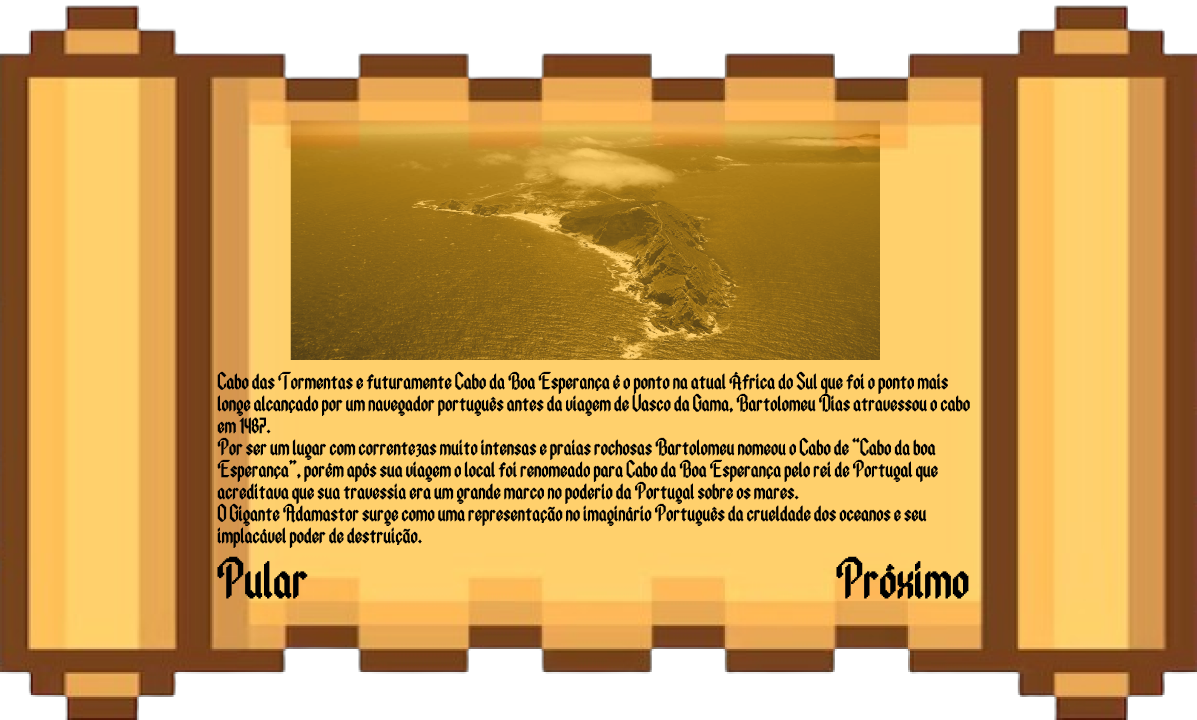 Cabo das Tormentas e futuramente Cabo da Boa Esperança é o ponto na atual África do Sul que foi o ponto mais
longe alcançado por um navegador português antes da viagem de Vasco da Gama, Bartolomeu Dias atravessou o cabo
em 1487.
Por ser um lugar com correntezas muito intensas e praias rochosas Bartolomeu nomeou o Cabo de "Cabo da boa
Esperança", porém após sua viagem o local foi renomeado para Cabo da Boa Esperança pelo rei de Portugal que
acreditava que sua travessia era um grande marco no poderio da Portugal sobre os mares.
O Gigante Adamastor surge como uma representação no imaginário Português da crueldade dos oceanos e seu
implacável poder de destruição.
Pular
Próximo